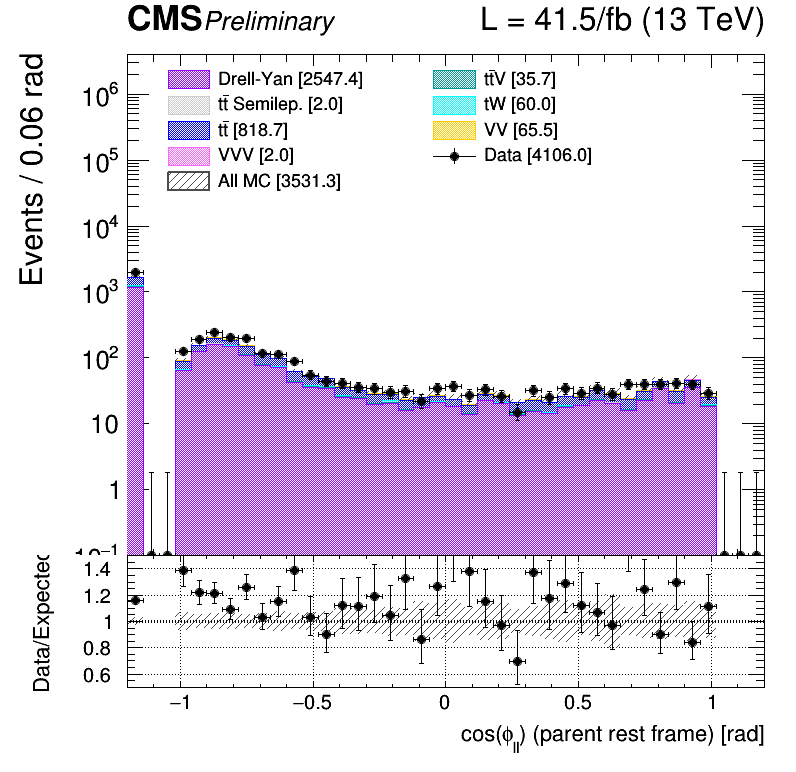 CMS Preliminary L = 41.5/fb (13 TeV)
Events / 0.06 rad
Drell-Yan [2547.4]
tt̄ Semilep. [2.0]
tt̄ [818.7]
VVV [2.0]
All MC [3531.3]
tt̄V [35.7]
tW [60.0]
VV [65.5]
Data [4106.0]
10⁶
10⁵
10⁴
10³
10²
10
1
10⁻¹
Data/Expected
1.4
1.2
1
0.8
0.6
−1 −0.5 0 0.5 1
cos(ϕ_ll) (parent rest frame) [rad]